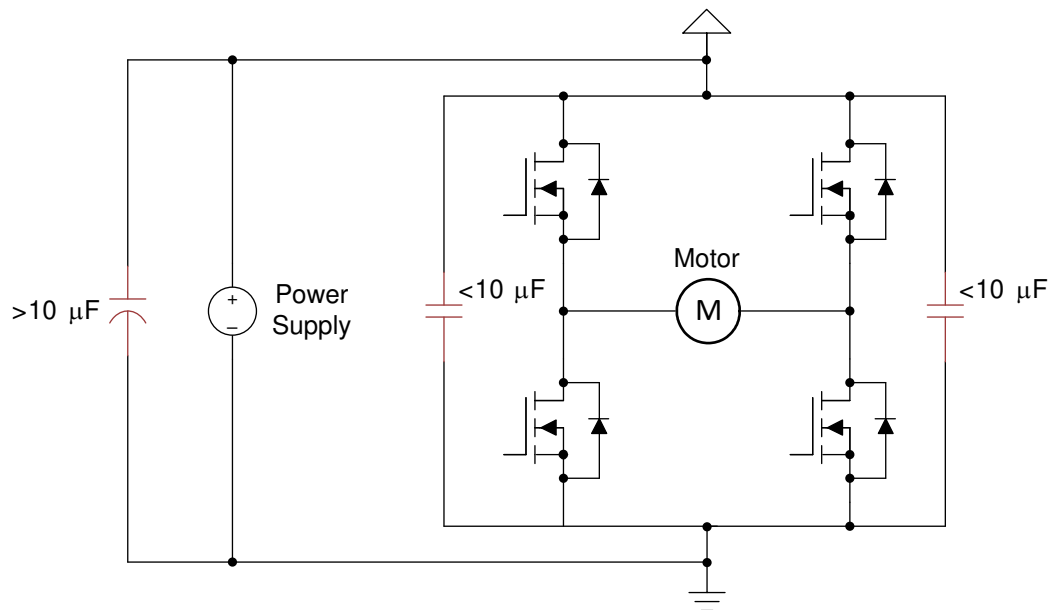 Motor
>10 μF
+
−
Power
Supply
<10 μF
M
<10 μF